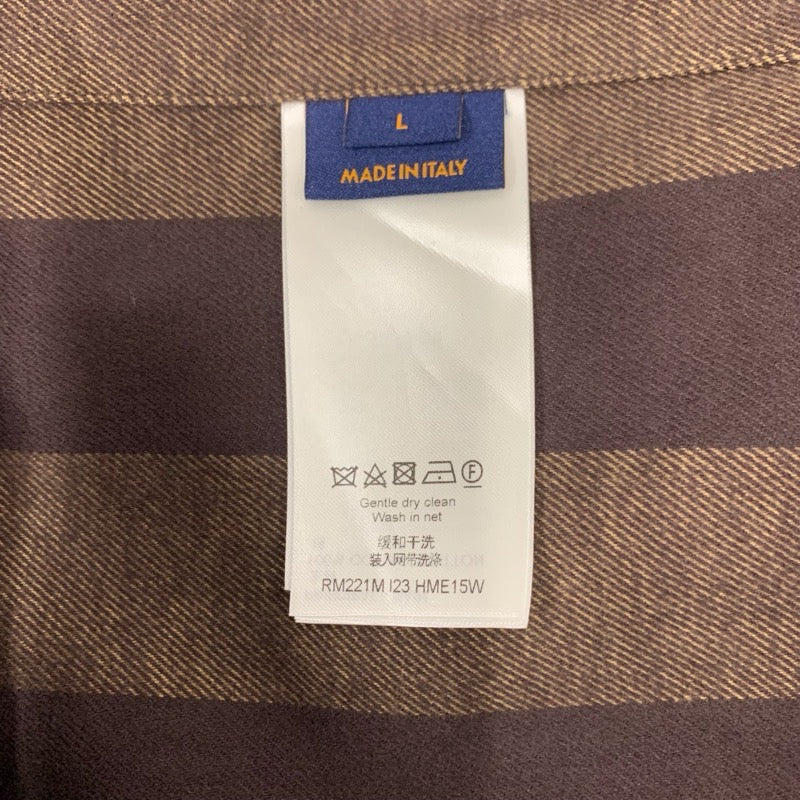 L
MADE IN ITALY
F
Gentle dry clean
Wash in net
缓和干洗
装入网带洗涤
RM221M I23 HME15W